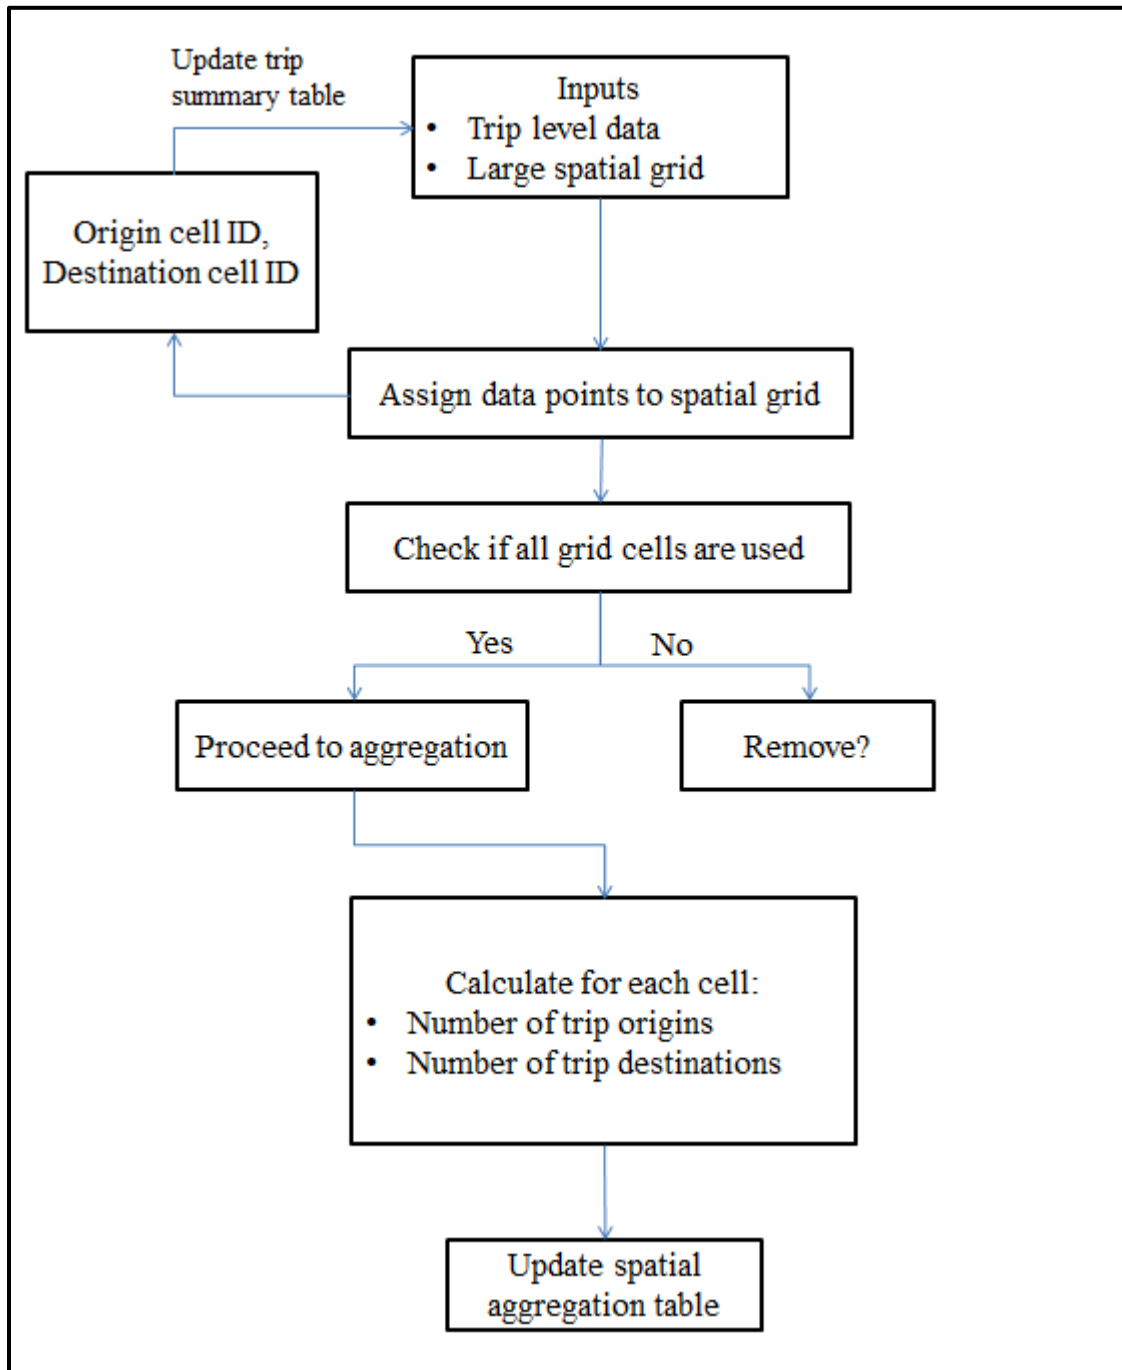 Update trip
summary table
Inputs
• Trip level data
• Large spatial grid
Origin cell ID,
Destination cell ID
Assign data points to spatial grid
Check if all grid cells are used
Yes
No
Proceed to aggregation
Remove?
Calculate for each cell:
• Number of trip origins
• Number of trip destinations
Update spatial
aggregation table